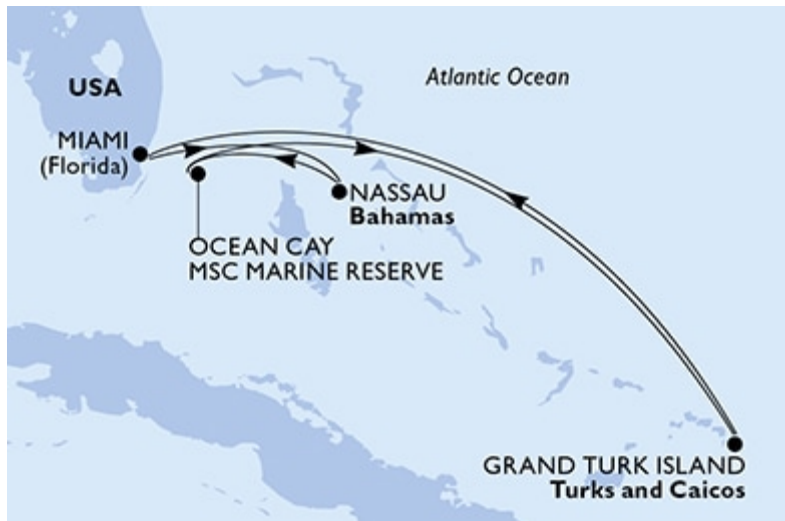 Atlantic Ocean
USA
MIAMI
(Florida)
NASSAU
Bahamas
OCEAN CAY
MSC MARINE RESERVE
GRAND TURK ISLAND
Turks and Caicos